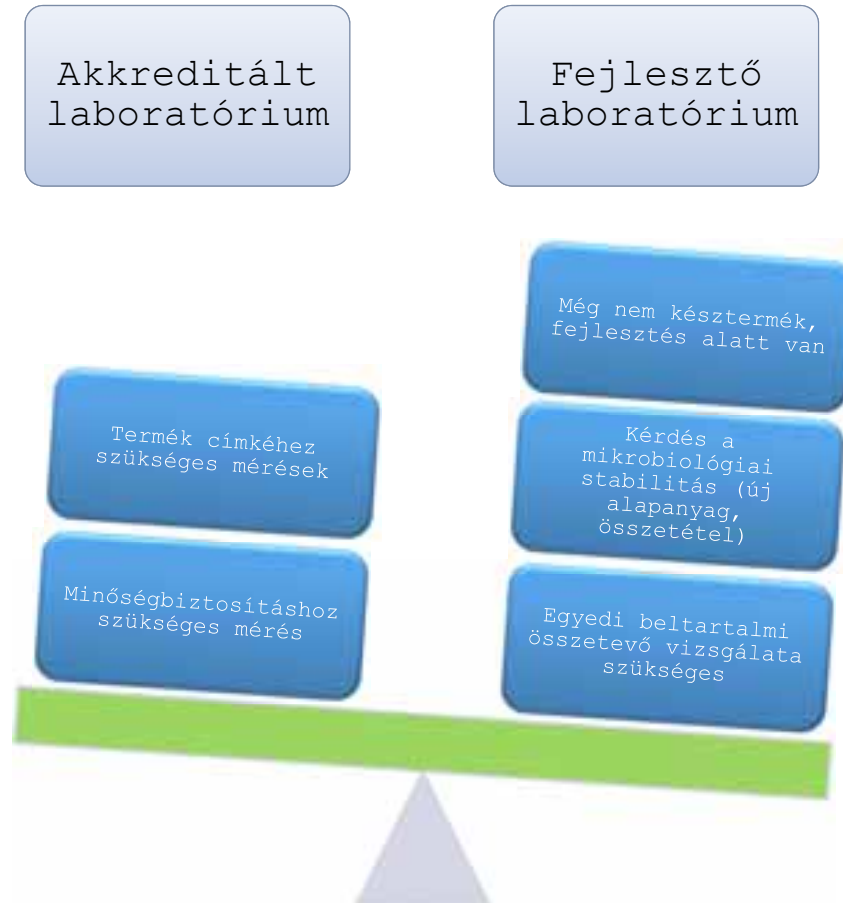 Akkreditált
laboratórium
Fejlesztő
laboratórium
Termék címkéhez
szükséges mérések
Minőségbiztosításhoz
szükséges mérés
Még nem késztermék,
fejlesztés alatt van
Kérdés a
mikrobiológiai
stabilitás (új
alapanyag,
összetétel)
Egyedi beltartalmi
összetevő vizsgálata
szükséges